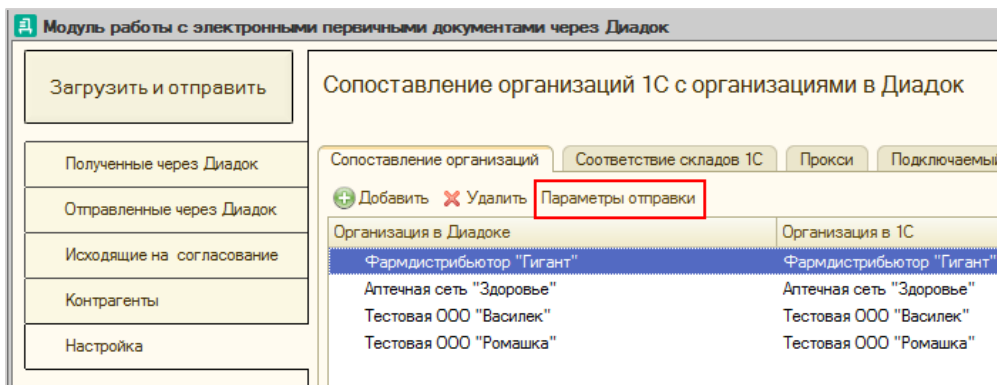 Модуль работы с электронными первичными документами через Диадок
Загрузить и отправить
Полученные через Диадок
Отправленные через Диадок
Исходящие на согласование
Контрагенты
Настройка
Сопоставление организаций 1С с организациями в Диадок
Сопоставление организаций Соответствие складов 1С Прокси Подключаемый
Добавить Удалить Параметры отправки
Организация в Диадоке Организация в 1С
Фармдистрибьютор "Гигант" Фармдистрибьютор "Гигант"
Аптечная сеть "Здоровье" Аптечная сеть "Здоровье"
Тестовая ООО "Василек" Тестовая ООО "Василек"
Тестовая ООО "Ромашка" Тестовая ООО "Ромашка"